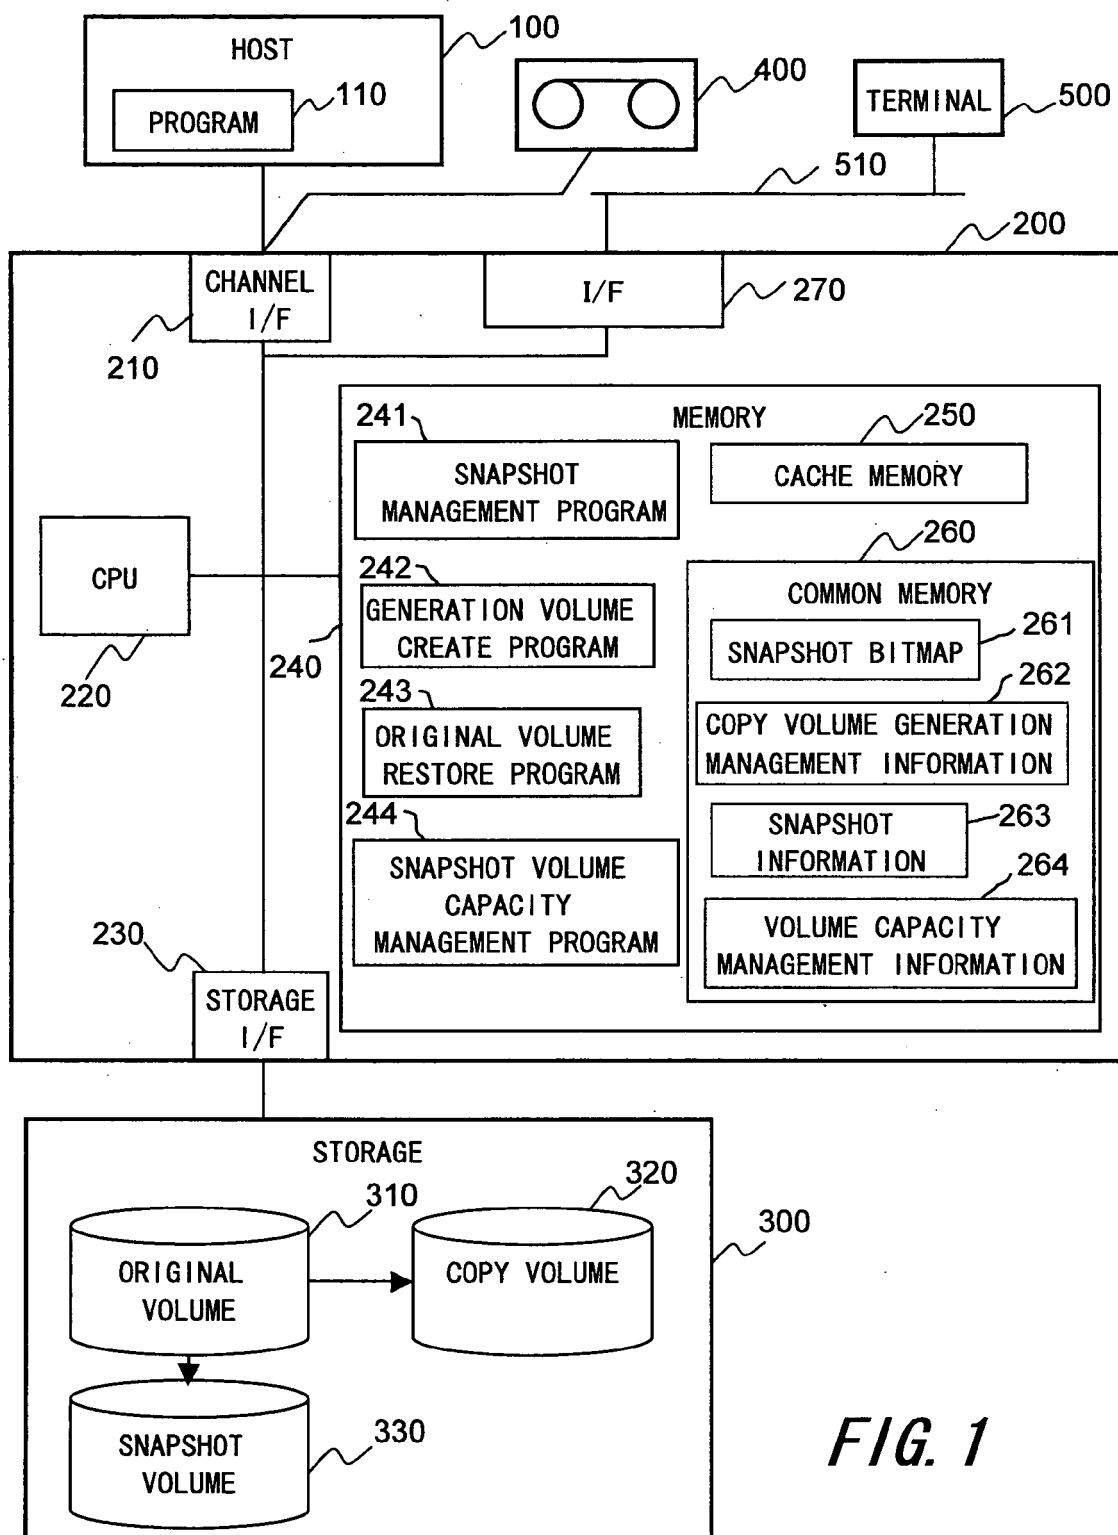 HOST
100
PROGRAM
110
400
TERMINAL
500
510
200
CHANNEL
I/F
210
I/F
270
MEMORY
241
SNAPSHOT
MANAGEMENT PROGRAM
250
CACHE MEMORY
CPU
220
240
242
GENERATION VOLUME
CREATE PROGRAM
243
ORIGINAL VOLUME
RESTORE PROGRAM
244
SNAPSHOT VOLUME
CAPACITY
MANAGEMENT PROGRAM
260
COMMON MEMORY
261
SNAPSHOT BITMAP
262
COPY VOLUME GENERATION
MANAGEMENT INFORMATION
263
SNAPSHOT
INFORMATION
264
VOLUME CAPACITY
MANAGEMENT INFORMATION
230
STORAGE
I/F
STORAGE
300
310
ORIGINAL
VOLUME
320
COPY VOLUME
330
SNAPSHOT
VOLUME
FIG. 1